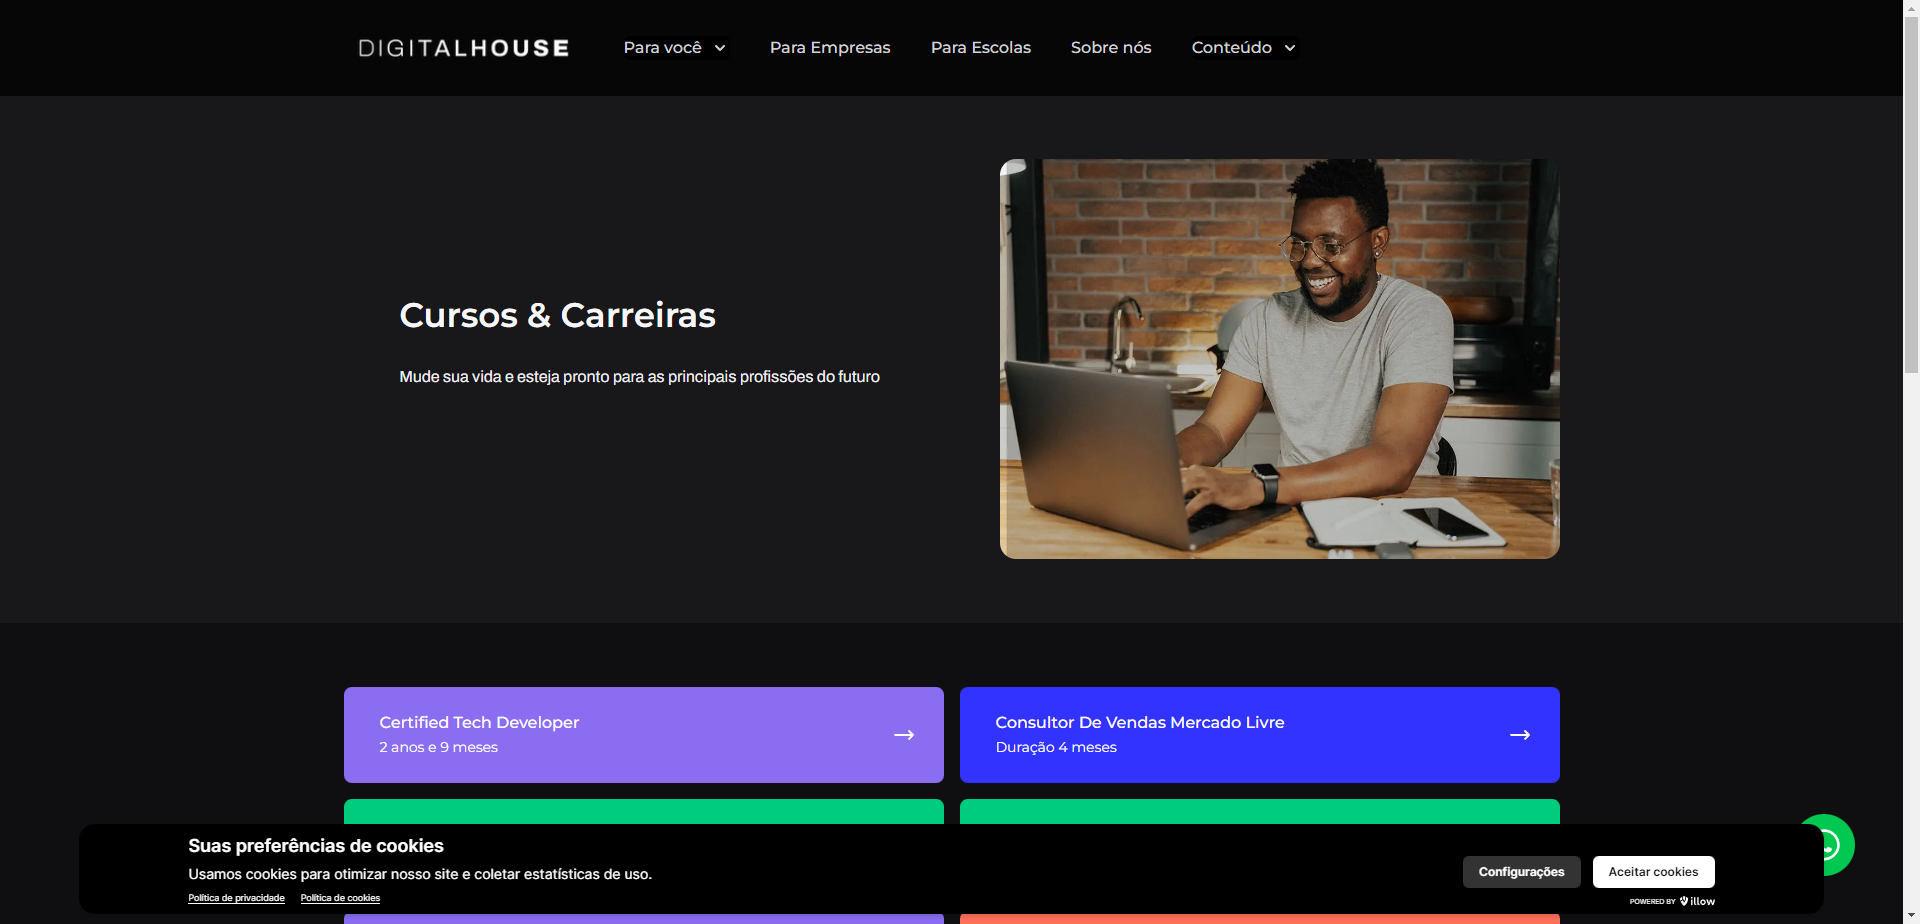 DIGITALHOUSE
Para você
Para Empresas
Para Escolas
Sobre nós
Conteúdo
Cursos & Carreiras
Mude sua vida e esteja pronto para as principais profissões do futuro
Certified Tech Developer
2 anos e 9 meses
Consultor De Vendas Mercado Livre
Duração 4 meses
Suas preferências de cookies
Usamos cookies para otimizar nosso site e coletar estatísticas de uso.
Política de privacidade
Política de cookies
Configurações
Aceitar cookies
POWERED BY illow